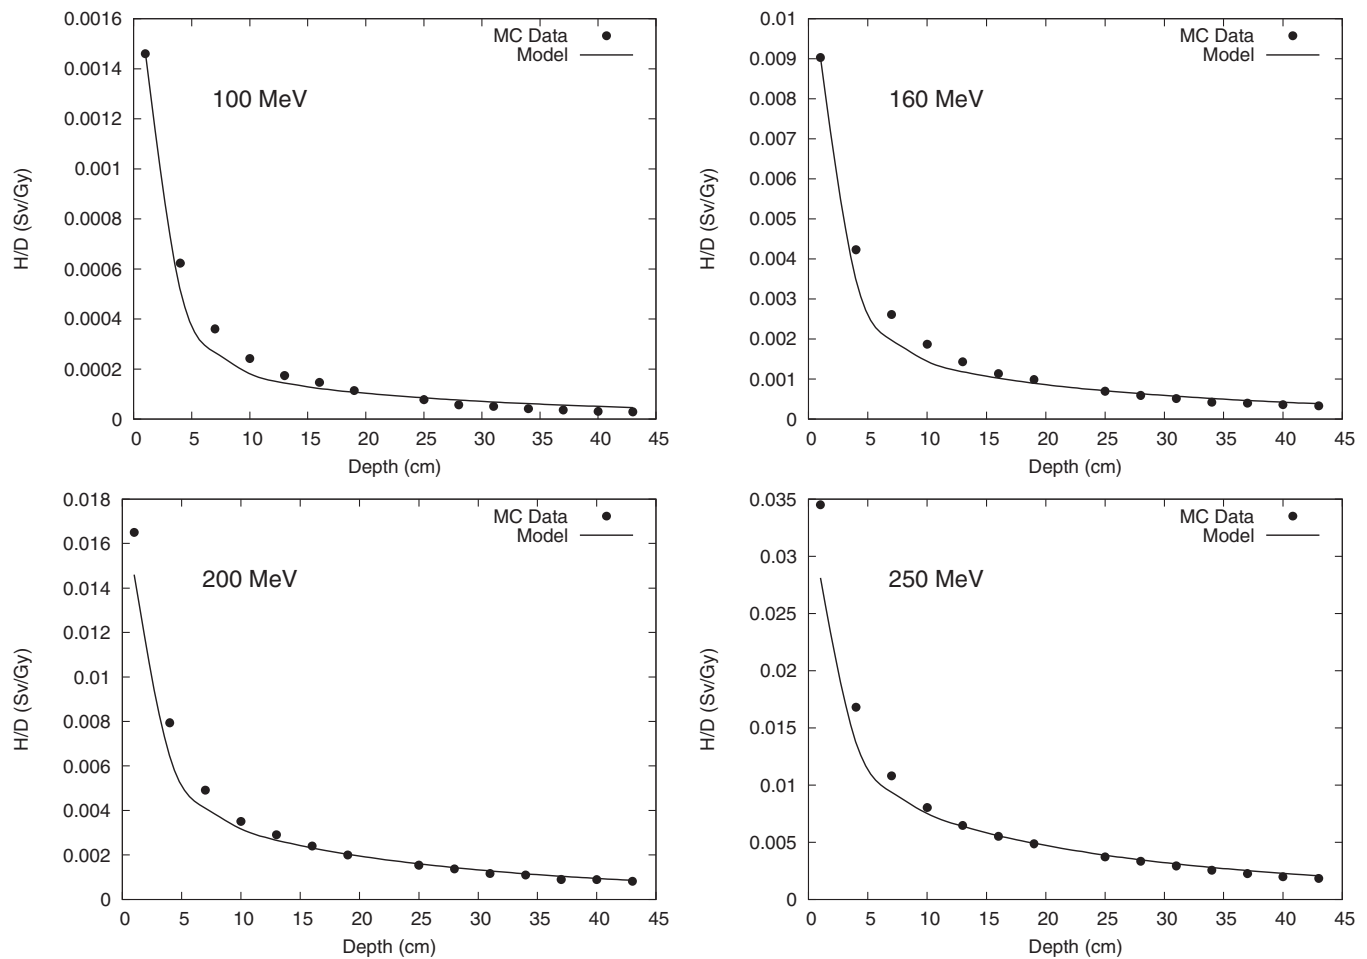 0.0016
0.0014
0.0012
0.001
0.0008
0.0006
0.0004
0.0002
0
H/D (Sv/Gy)
MC Data
Model
100 MeV
0 5 10 15 20 25 30 35 40 45
Depth (cm)
0.01
0.009
0.008
0.007
0.006
0.005
0.004
0.003
0.002
0.001
0
H/D (Sv/Gy)
MC Data
Model
160 MeV
0 5 10 15 20 25 30 35 40 45
Depth (cm)
0.018
0.016
0.014
0.012
0.01
0.008
0.006
0.004
0.002
0
H/D (Sv/Gy)
MC Data
Model
200 MeV
0 5 10 15 20 25 30 35 40 45
Depth (cm)
0.035
0.03
0.025
0.02
0.015
0.01
0.005
0
H/D (Sv/Gy)
MC Data
Model
250 MeV
0 5 10 15 20 25 30 35 40 45
Depth (cm)